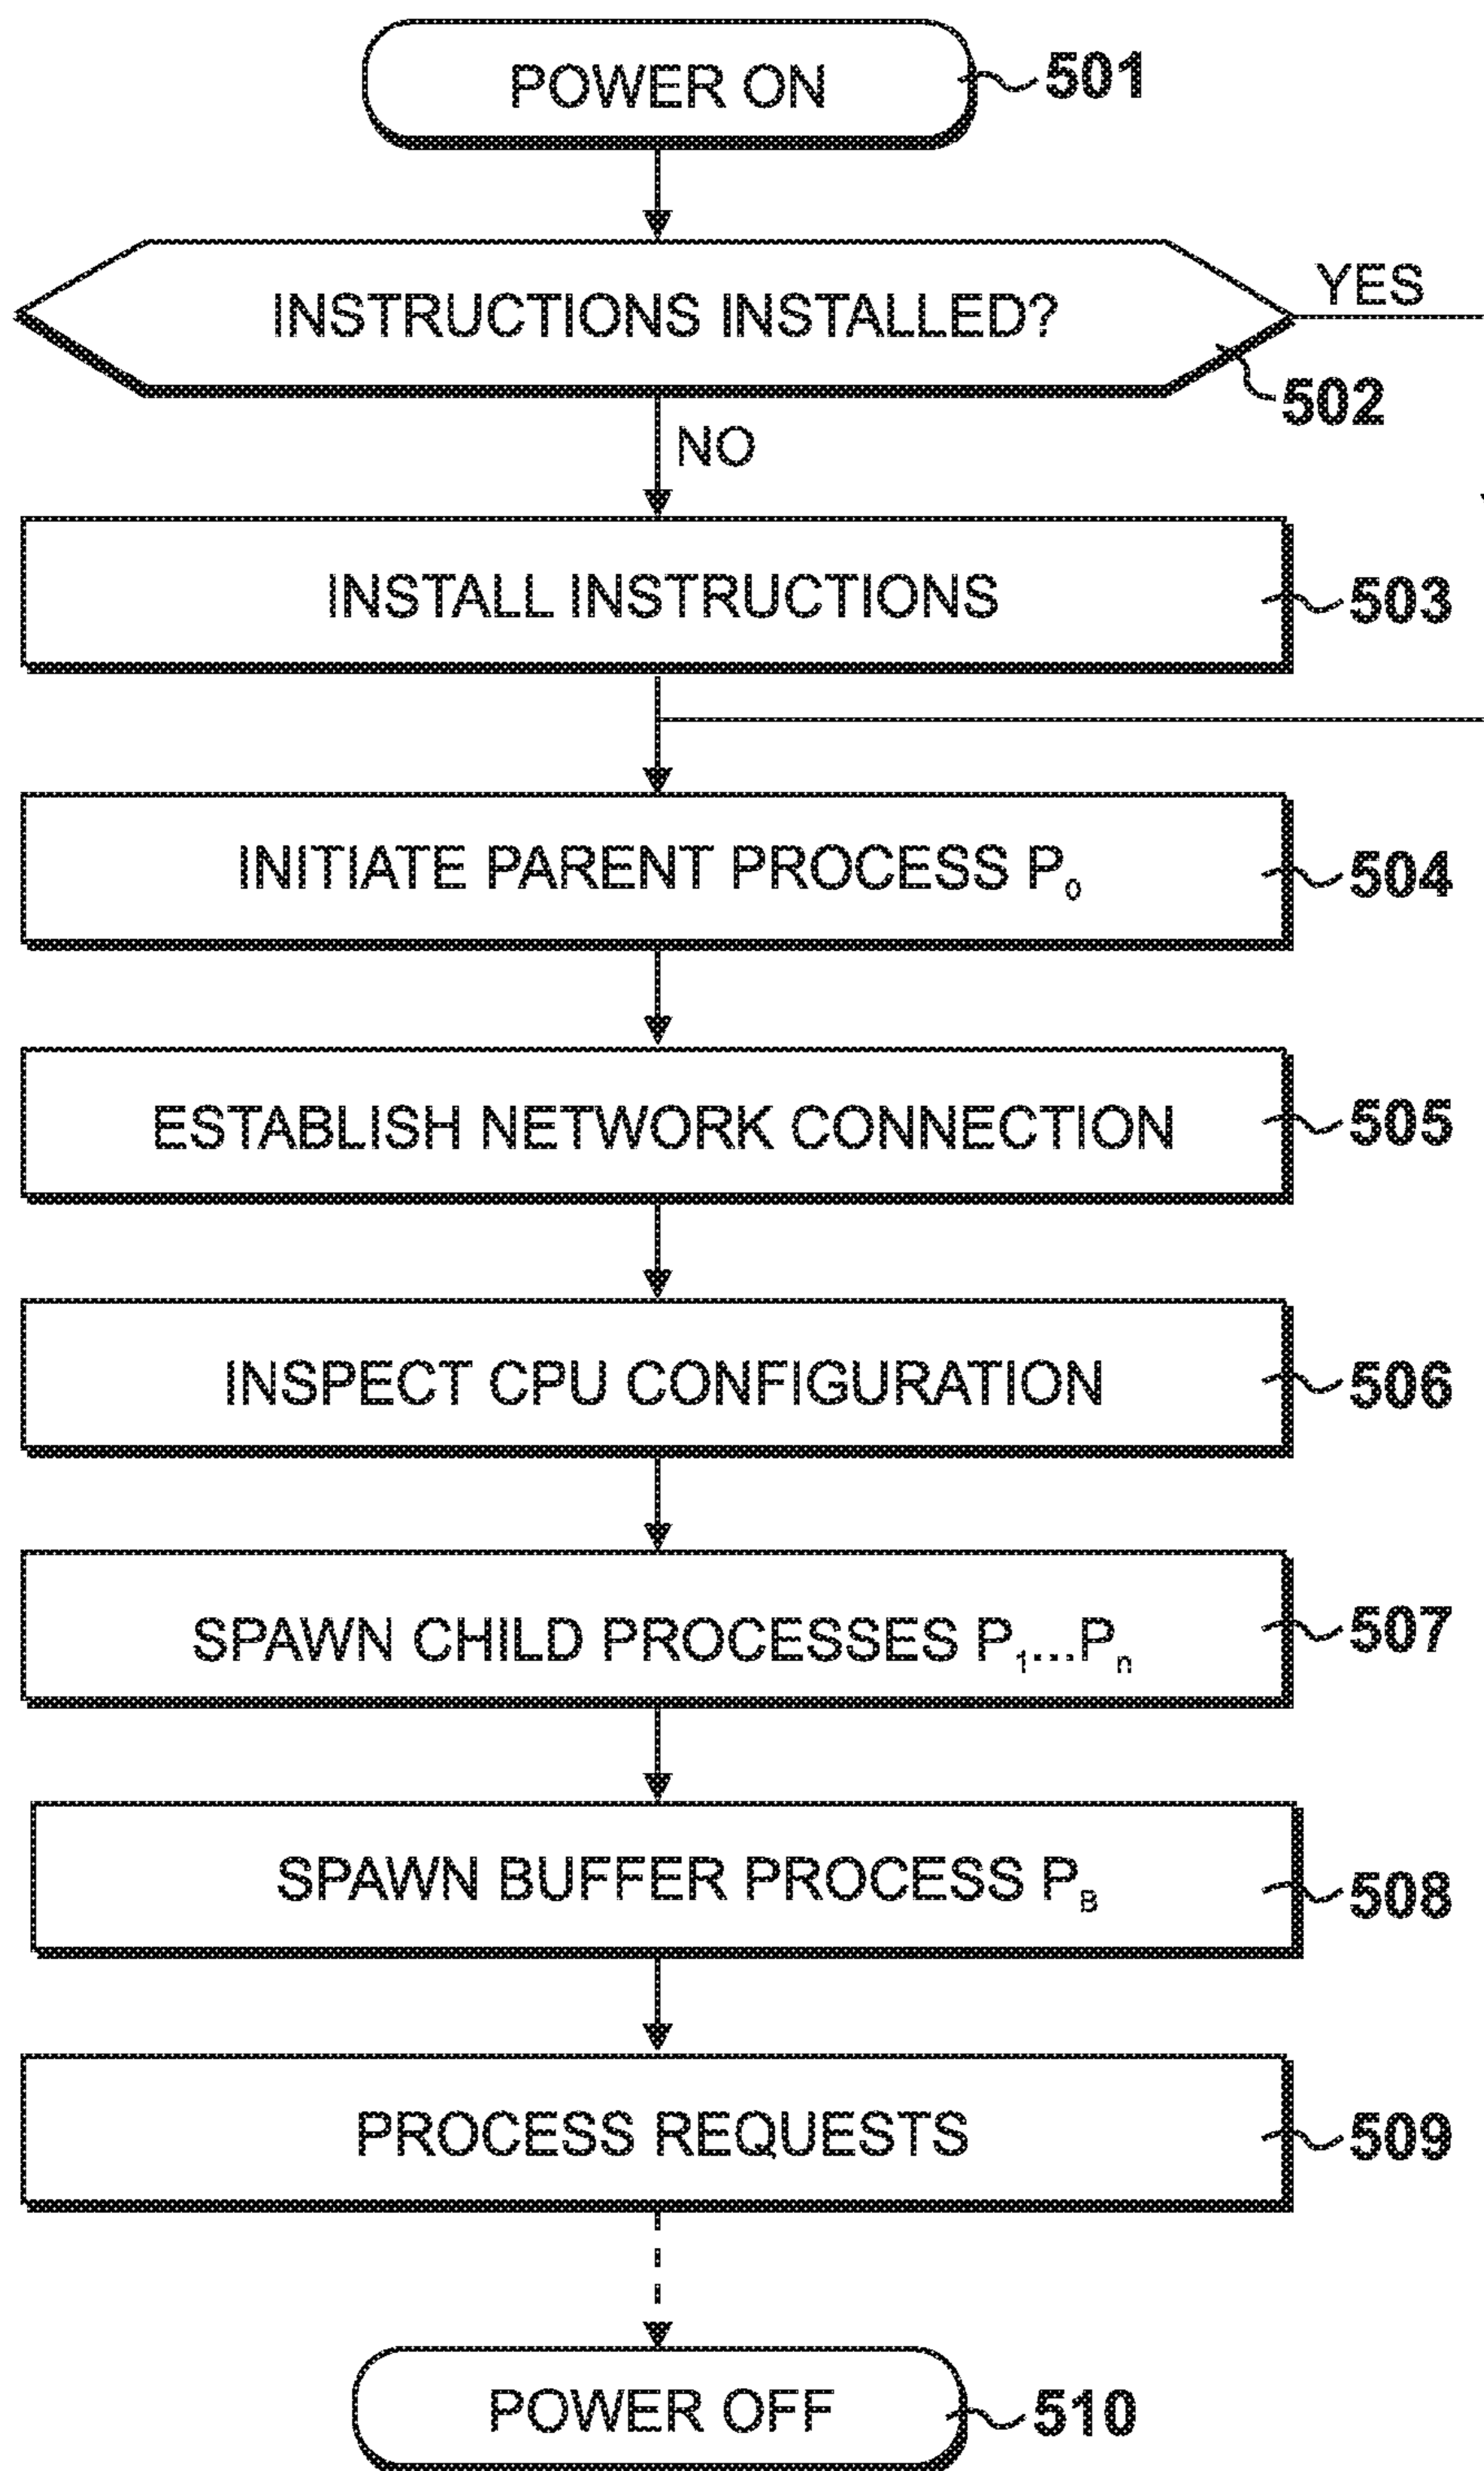 POWER ON
501
INSTRUCTIONS INSTALLED?
YES
502
NO
INSTALL INSTRUCTIONS
503
INITIATE PARENT PROCESS P₀
504
ESTABLISH NETWORK CONNECTION
505
INSPECT CPU CONFIGURATION
506
SPAWN CHILD PROCESSES P₁...Pₙ
507
SPAWN BUFFER PROCESS P_B
508
PROCESS REQUESTS
509
POWER OFF
510